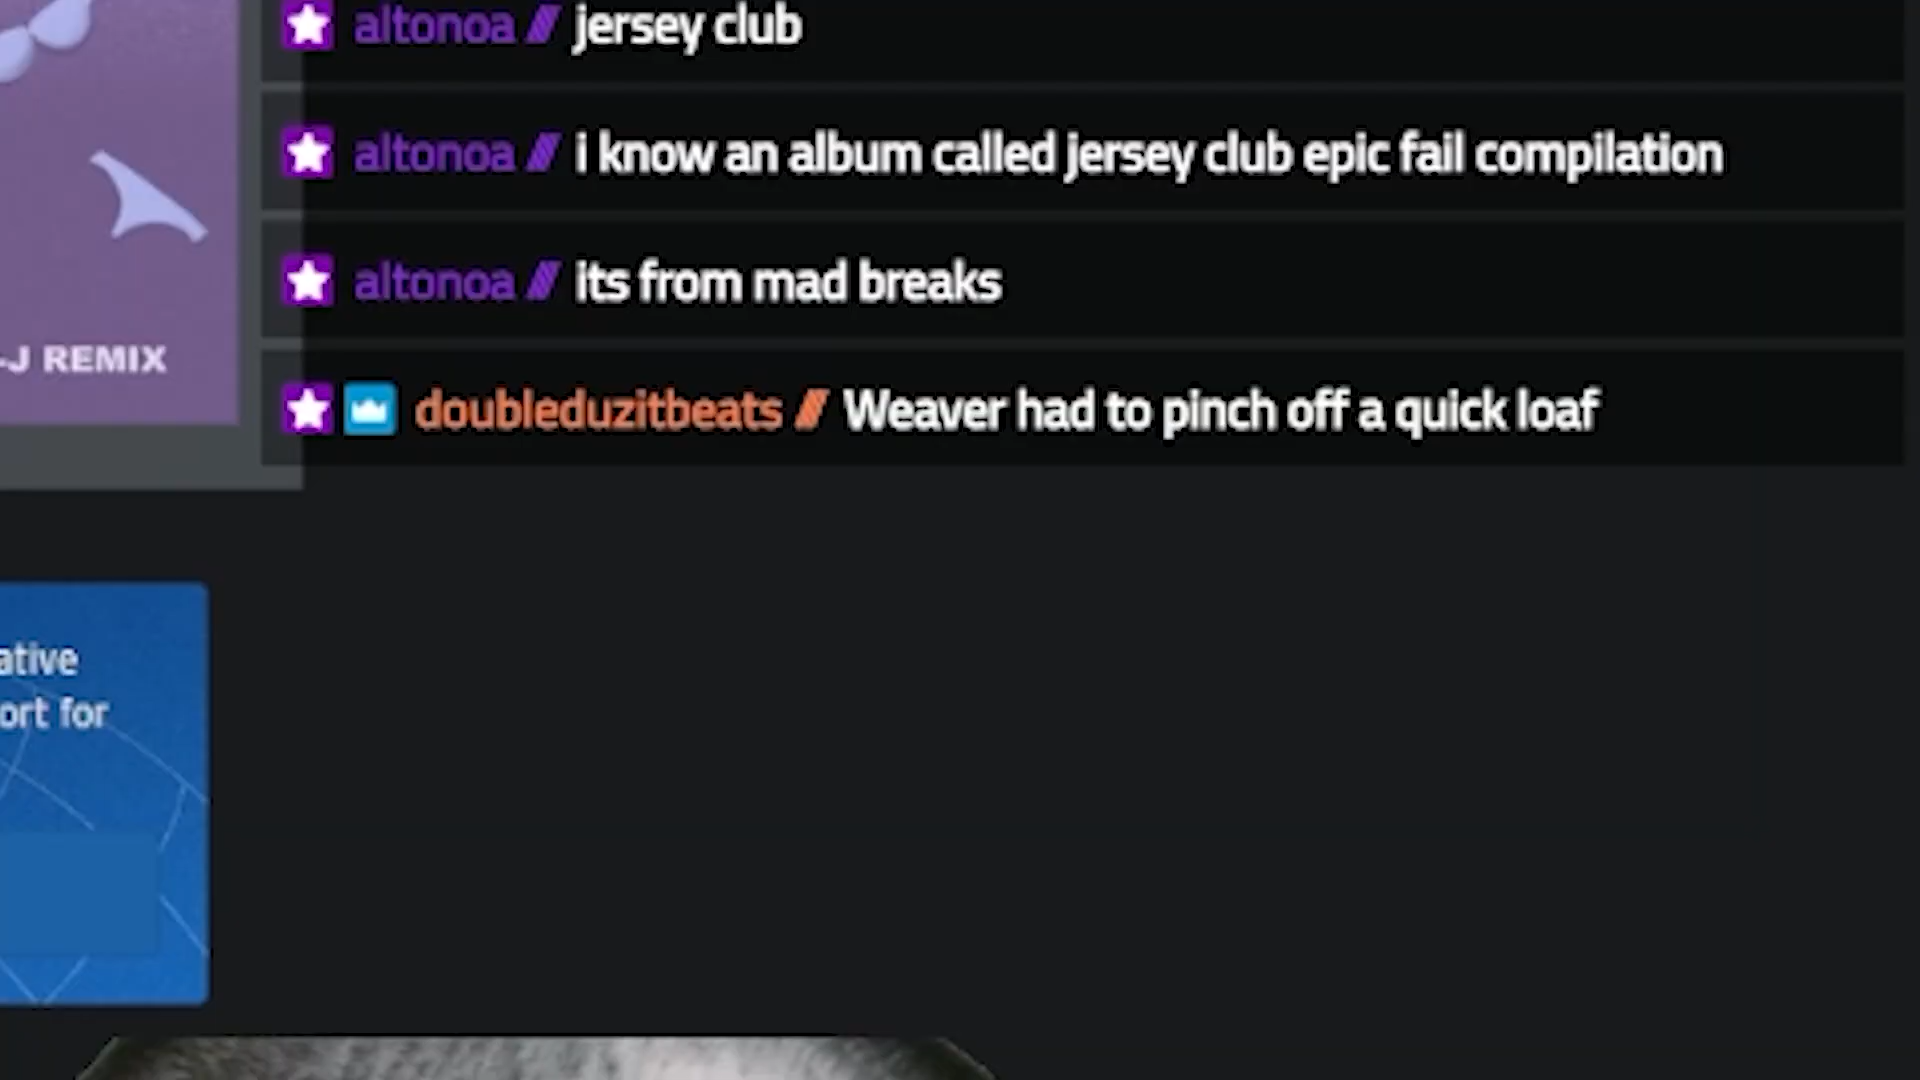 altonoa // jersey club
altonoa // i know an album called jersey club epic fail compilation
altonoa // its from mad breaks
-J REMIX
doubleduzitbeats // Weaver had to pinch off a quick loaf
ative
ort for